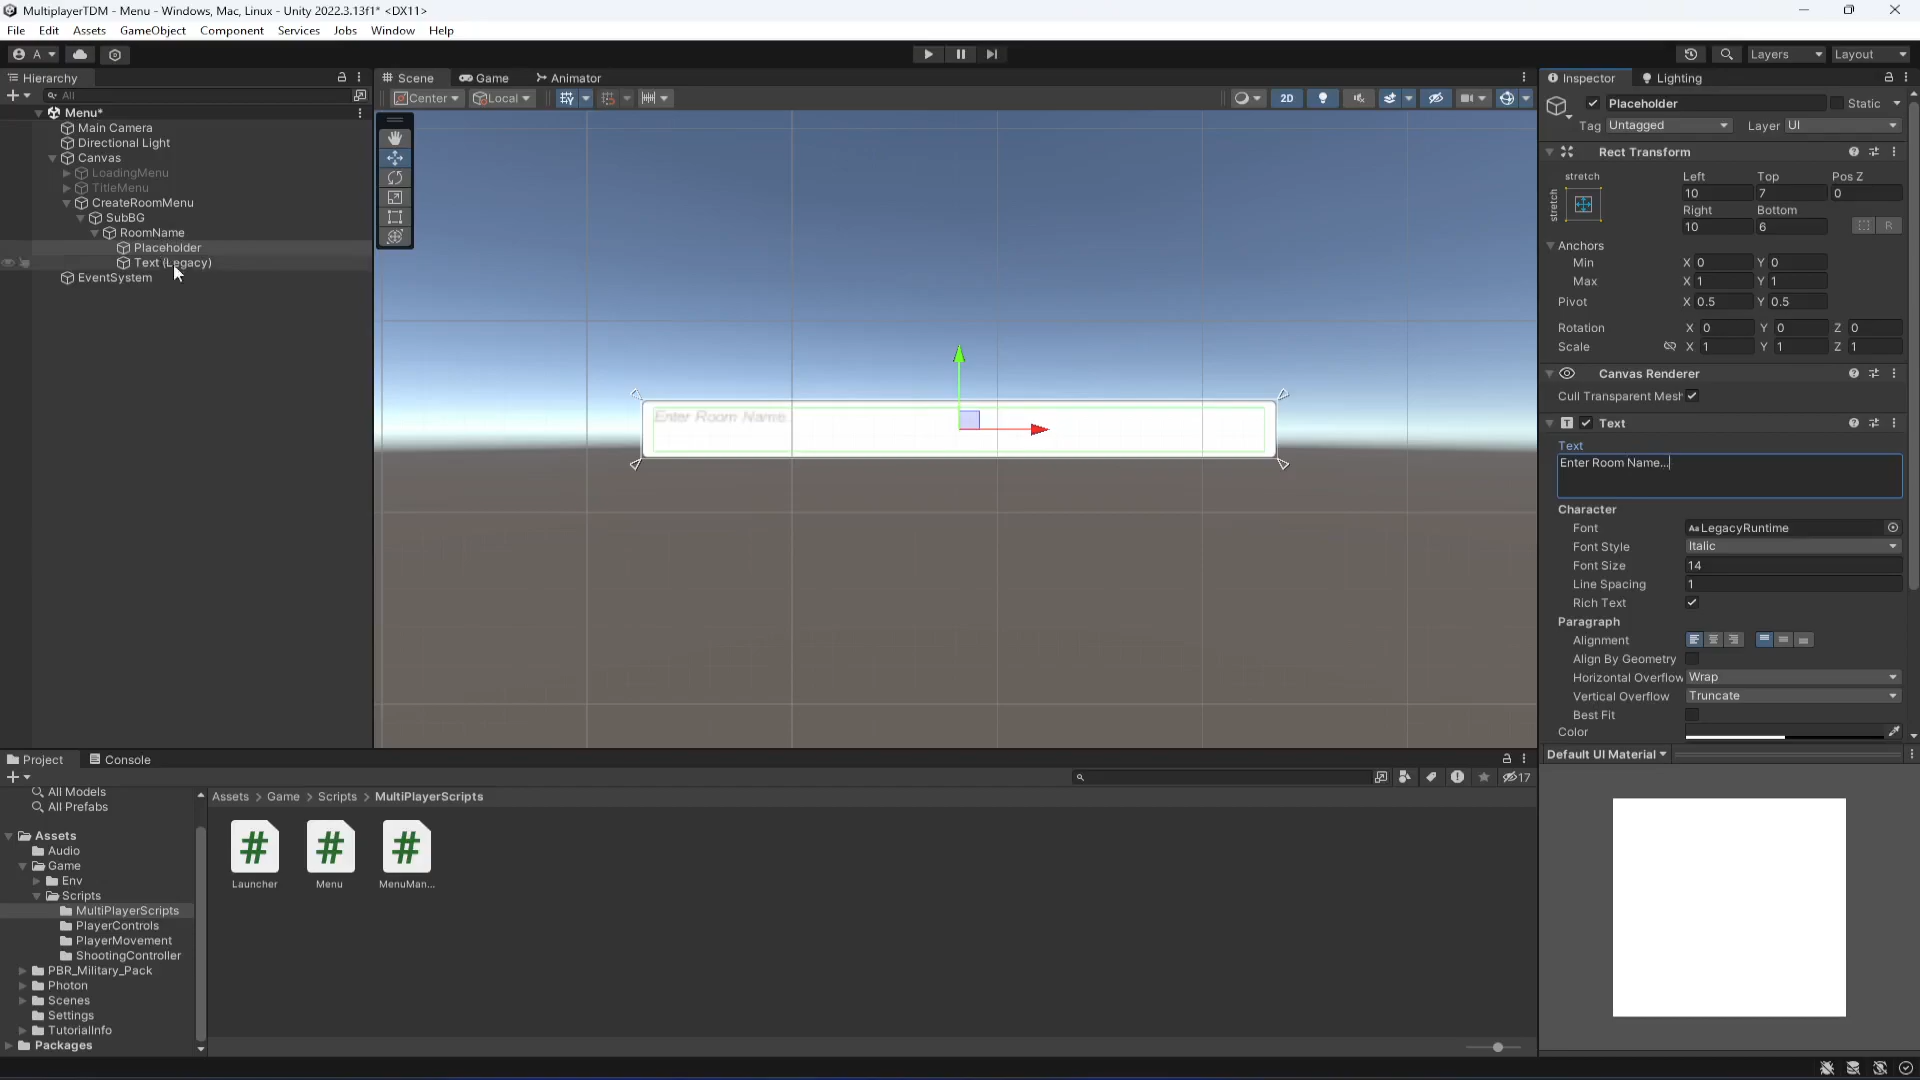 MultiplayerTDM - Menu - Windows, Mac, Linux - Unity 2022.3.13f1* <DX11>
File Edit Assets GameObject Component Services Jobs Window Help
A
Layers Layout
Hierarchy
Scene Game Animator
Inspector Lighting
All
Center Local
2D
Placeholder Static
Tag Untagged Layer UI
Menu*
Main Camera
Directional Light
Canvas
LoadingMenu
TitleMenu
CreateRoomMenu
SubBG
RoomName
Placeholder
Text (Legacy)
EventSystem
Enter Room Name...
Rect Transform
stretch Left Top Pos Z
stretch
10 7 0
Right Bottom
10 6
R
Anchors
Min X 0 Y 0
Max X 1 Y 1
Pivot X 0.5 Y 0.5
Rotation X 0 Y 0 Z 0
Scale X 1 Y 1 Z 1
Canvas Renderer
Cull Transparent Mesh
T Text
Text
Enter Room Name...
Character
Font Aa LegacyRuntime
Font Style Italic
Font Size 14
Line Spacing 1
Rich Text
Paragraph
Alignment
Align By Geometry
Horizontal Overflow Wrap
Vertical Overflow Truncate
Best Fit
Color
Default UI Material
Project Console
17
All Models
All Prefabs
Assets
Audio
Game
Env
Scripts
MultiPlayerScripts
PlayerControls
PlayerMovement
ShootingController
PBR_Military_Pack
Photon
Scenes
Settings
TutorialInfo
Packages
Assets > Game > Scripts > MultiPlayerScripts
# # #
Launcher Menu MenuMan...